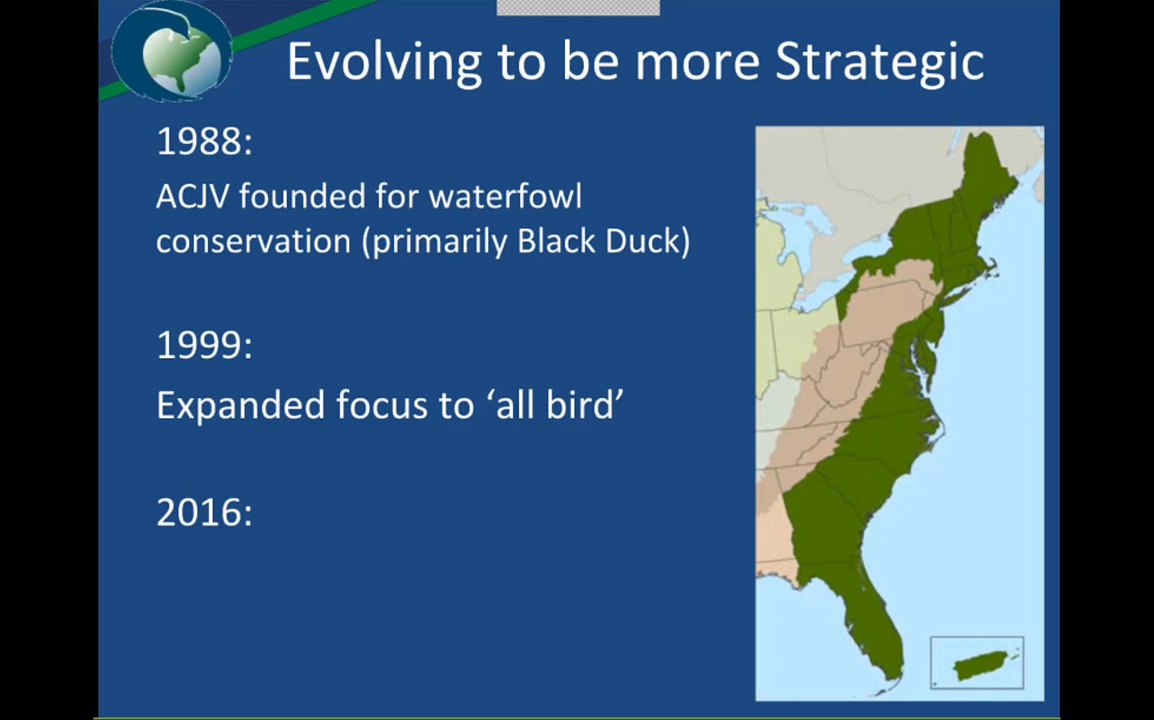 Evolving to be more Strategic
1988:
ACJV founded for waterfowl
conservation (primarily Black Duck)
1999:
Expanded focus to ‘all bird’
2016: